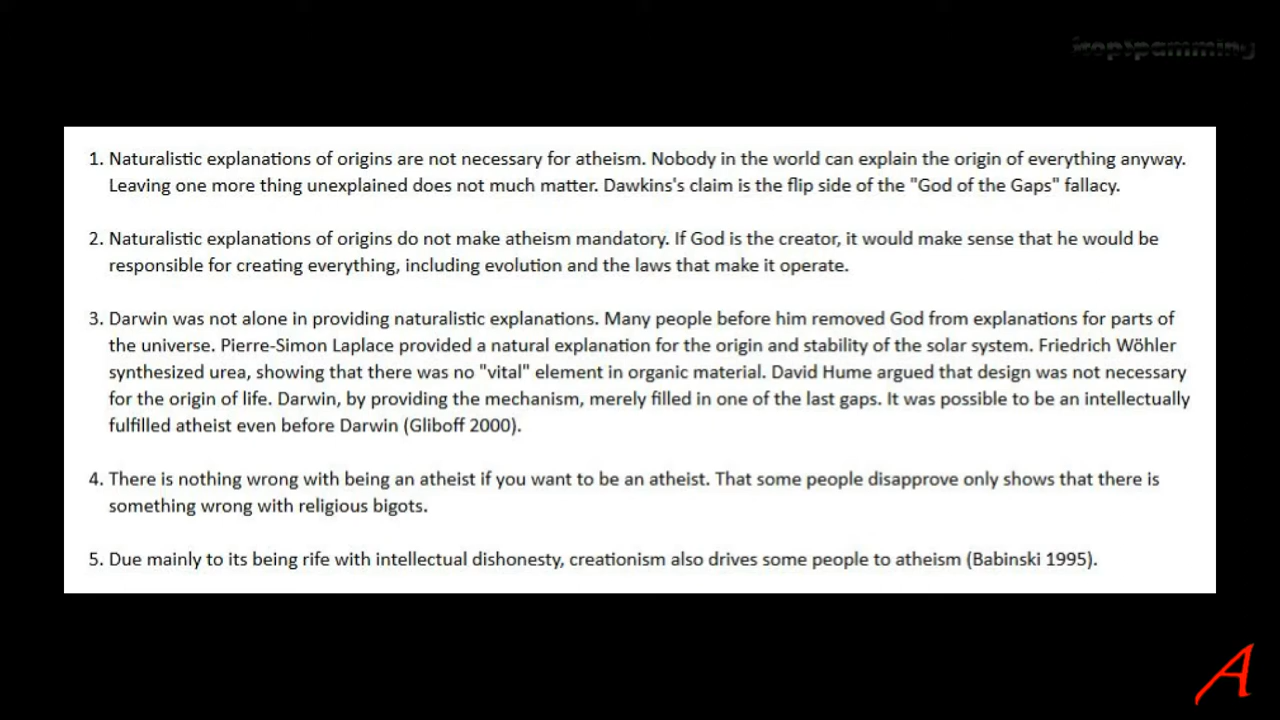 1. Naturalistic explanations of origins are not necessary for atheism. Nobody in the world can explain the origin of everything anyway.
Leaving one more thing unexplained does not much matter. Dawkins's claim is the flip side of the "God of the Gaps" fallacy.
2. Naturalistic explanations of origins do not make atheism mandatory. If God is the creator, it would make sense that he would be
responsible for creating everything, including evolution and the laws that make it operate.
3. Darwin was not alone in providing naturalistic explanations. Many people before him removed God from explanations for parts of
the universe. Pierre-Simon Laplace provided a natural explanation for the origin and stability of the solar system. Friedrich Wöhler
synthesized urea, showing that there was no "vital" element in organic material. David Hume argued that design was not necessary
for the origin of life. Darwin, by providing the mechanism, merely filled in one of the last gaps. It was possible to be an intellectually
fulfilled atheist even before Darwin (Gliboff 2000).
4. There is nothing wrong with being an atheist if you want to be an atheist. That some people disapprove only shows that there is
something wrong with religious bigots.
5. Due mainly to its being rife with intellectual dishonesty, creationism also drives some people to atheism (Babinski 1995).
A